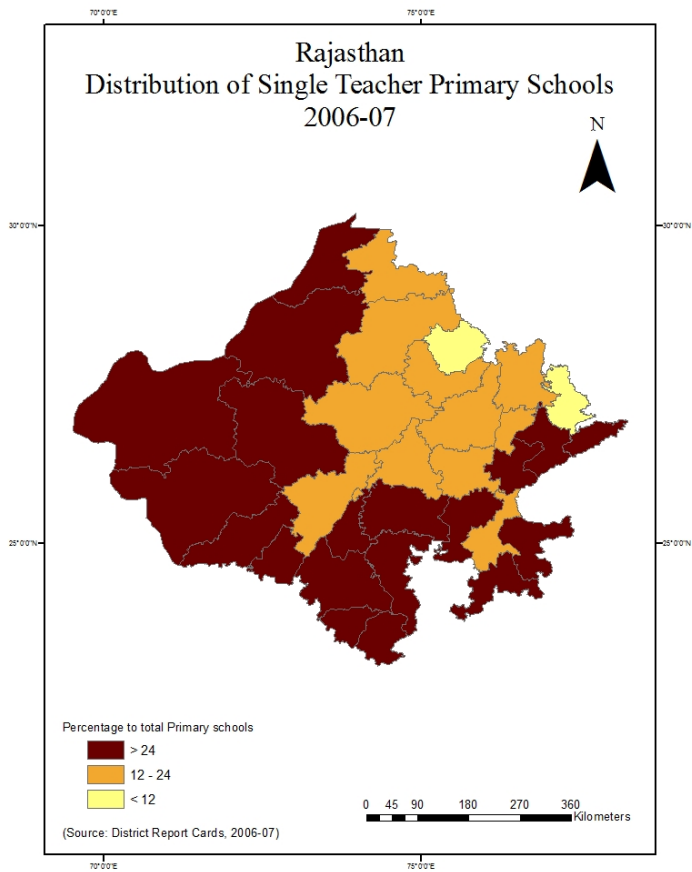 70°0'0"E 75°0'0"E
Rajasthan
Distribution of Single Teacher Primary Schools
2006-07
N
30°0'0"N 30°0'0"N
25°0'0"N 25°0'0"N
Percentage to total Primary schools
> 24
12 - 24
< 12
0 45 90 180 270 360
Kilometers
(Source: District Report Cards, 2006-07)
70°0'0"E 75°0'0"E